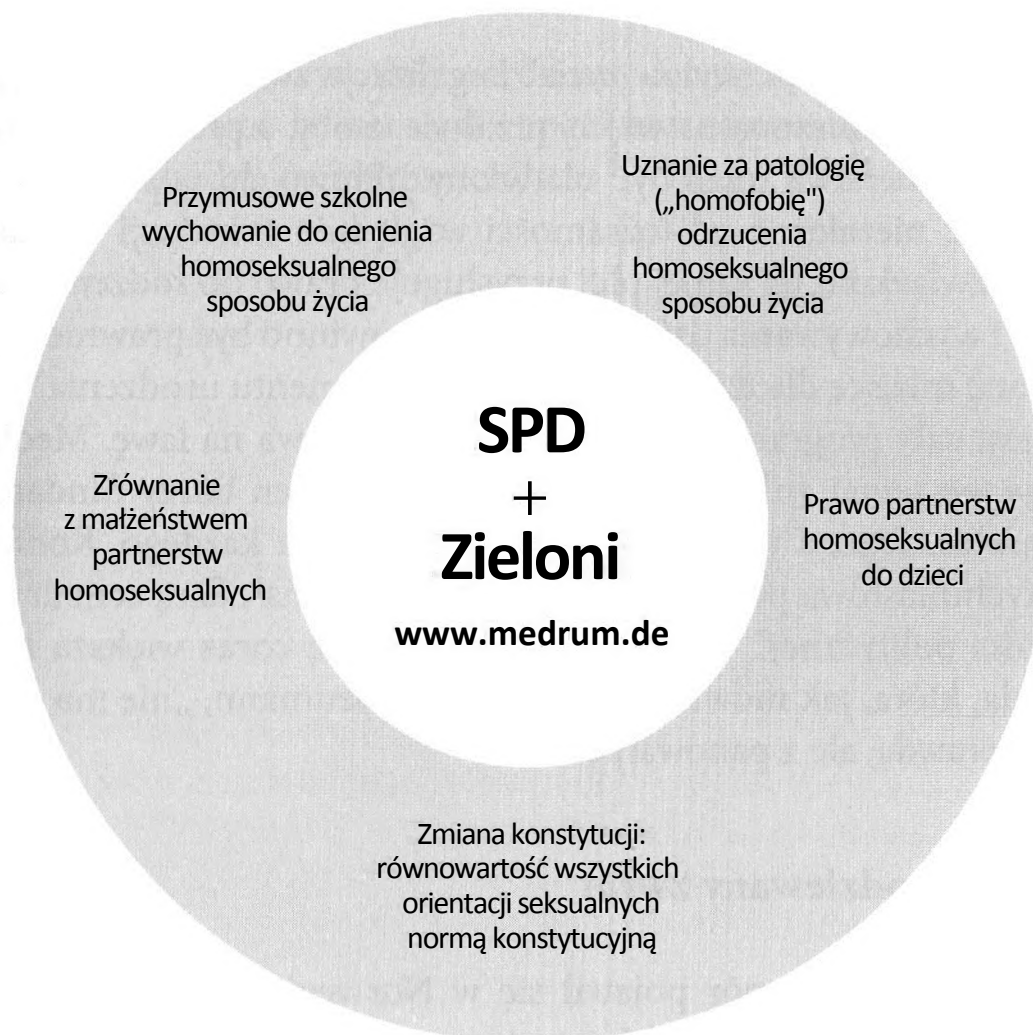 Przymusowe szkolne
wychowanie do cenienia
homoseksualnego
sposobu życia
Uznanie za patologię
(„homofobię")
odrzucenia
homoseksualnego
sposobu życia
Zrównanie
z małżeństwem
partnerstw
homoseksualnych
SPD
+
Zieloni
www.medrum.de
Prawo partnerstw
homoseksualnych
do dzieci
Zmiana konstytucji:
równowartość wszystkich
orientacji seksualnych
normą konstytucyjną